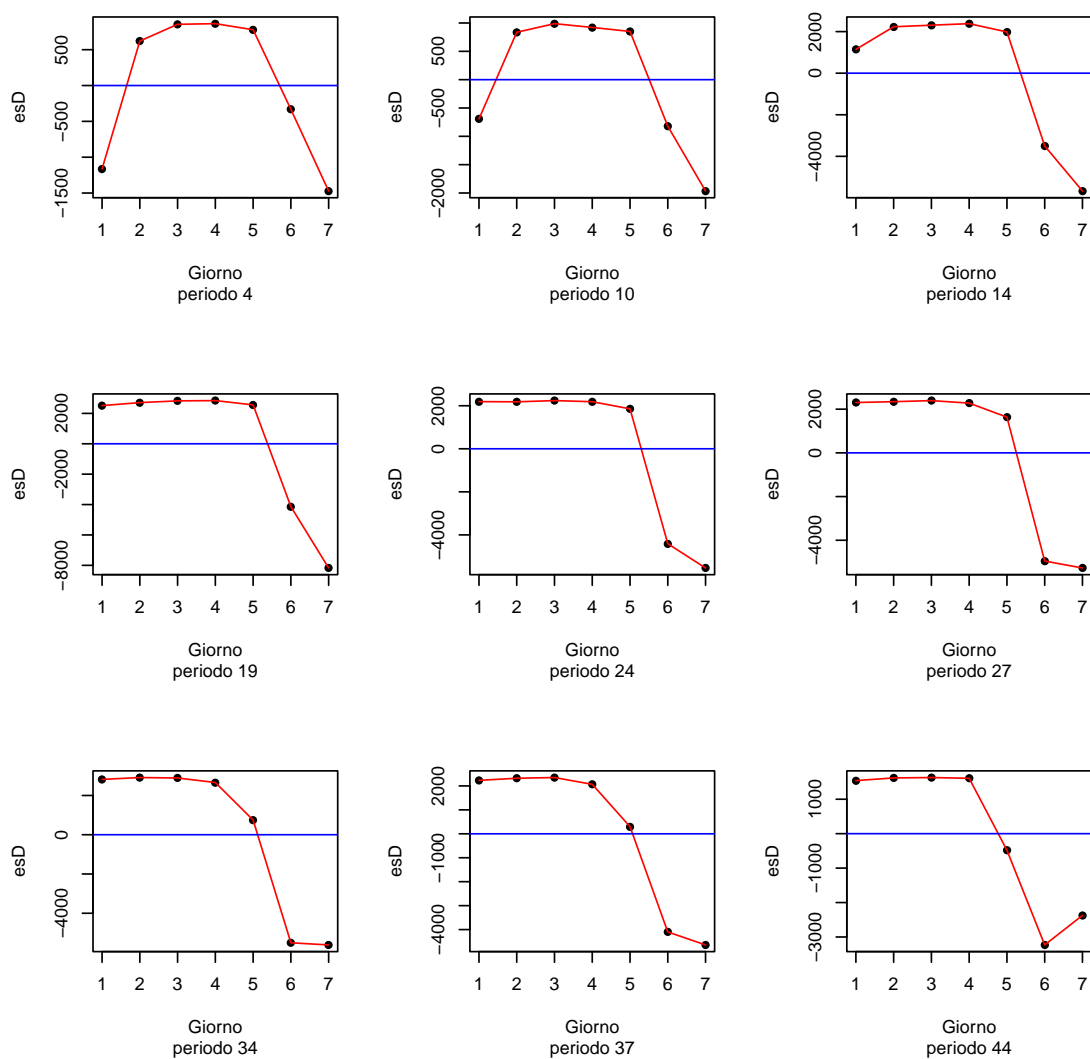 esD
−1500 −500 500
1 2 3 4 5 6 7
Giorno
periodo 4
esD
−2000 −500 500
1 2 3 4 5 6 7
Giorno
periodo 10
esD
−4000 0 2000
1 2 3 4 5 6 7
Giorno
periodo 14
esD
−8000 −2000 2000
1 2 3 4 5 6 7
Giorno
periodo 19
esD
−4000 0 2000
1 2 3 4 5 6 7
Giorno
periodo 24
esD
−4000 0 2000
1 2 3 4 5 6 7
Giorno
periodo 27
esD
−4000 0
1 2 3 4 5 6 7
Giorno
periodo 34
esD
−4000 −1000 2000
1 2 3 4 5 6 7
Giorno
periodo 37
esD
−3000 −1000 1000
1 2 3 4 5 6 7
Giorno
periodo 44